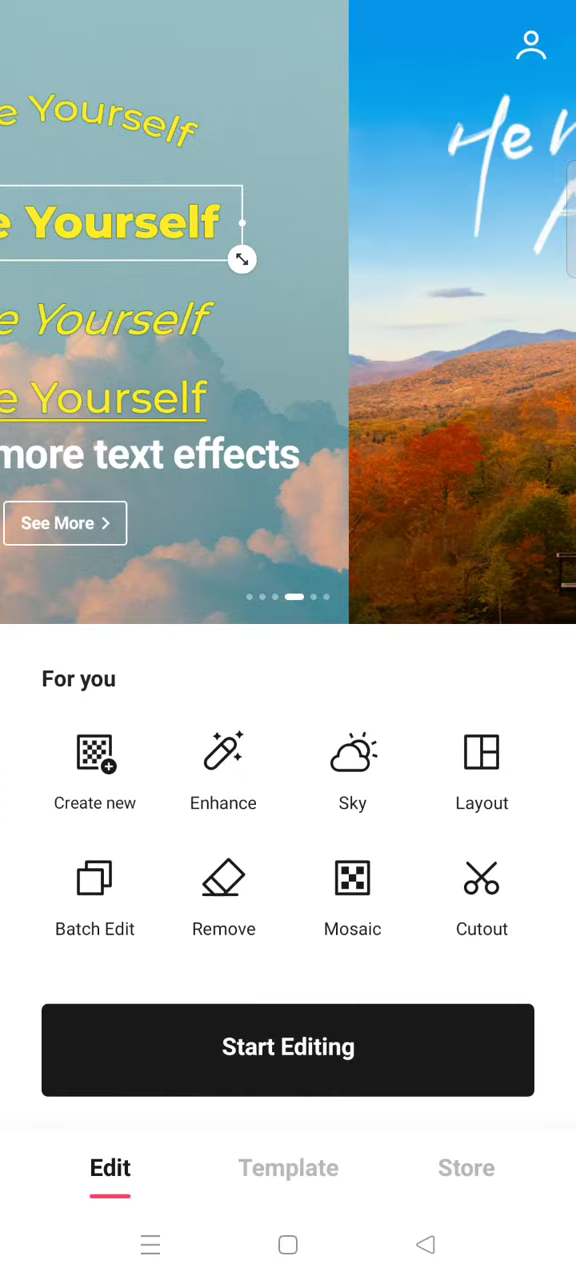 e Yourself
e Yourself
e Yourself
e Yourself
more text effects
See More
For you
Create new
Enhance
Sky
Layout
Batch Edit
Remove
Mosaic
Cutout
Start Editing
Edit
Template
Store